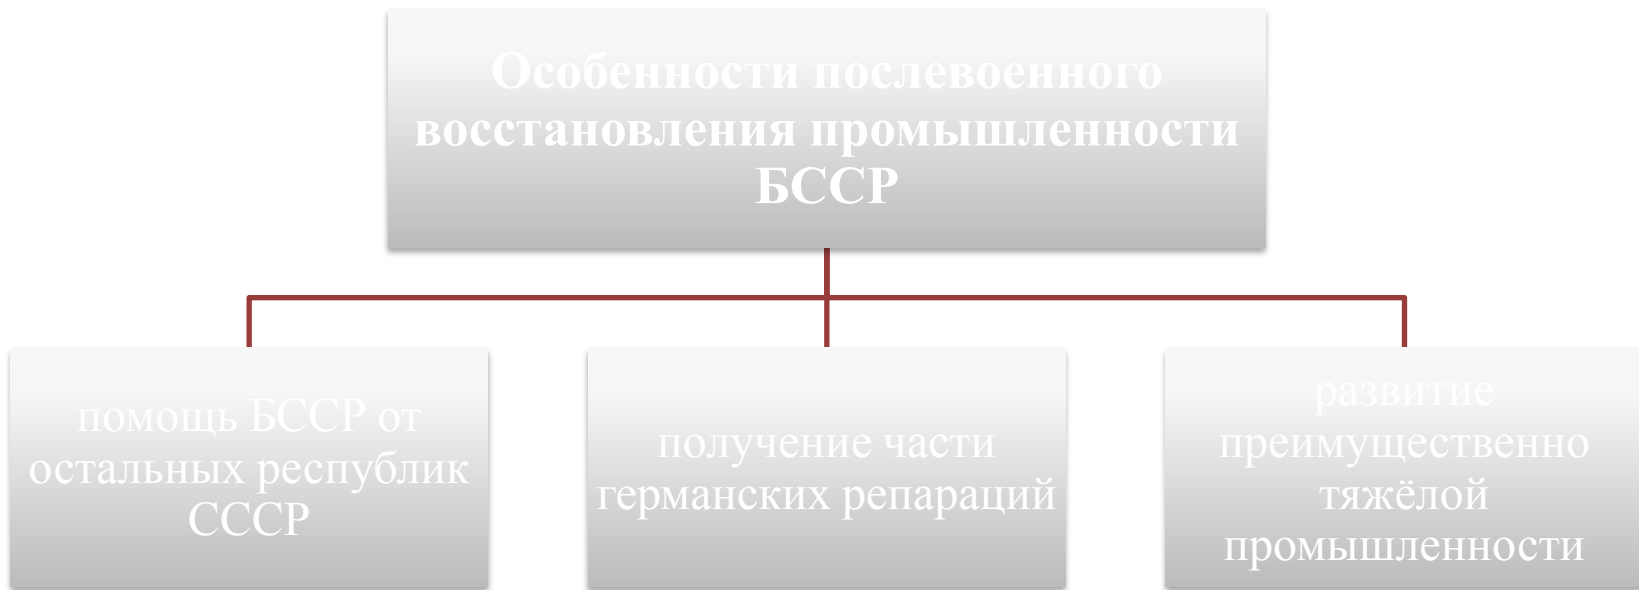 Особенности послевоенного
восстановления промышленности
БССР
помощь БССР от
остальных республик
СССР
получение части
германских репараций
развитие
преимущественно
тяжёлой
промышленности